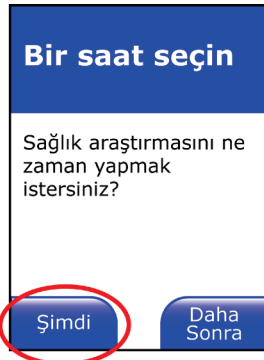 Bir saat seçin
Sağlık araştırmasını ne
zaman yapmak
istersiniz?
Şimdi
Daha
Sonra